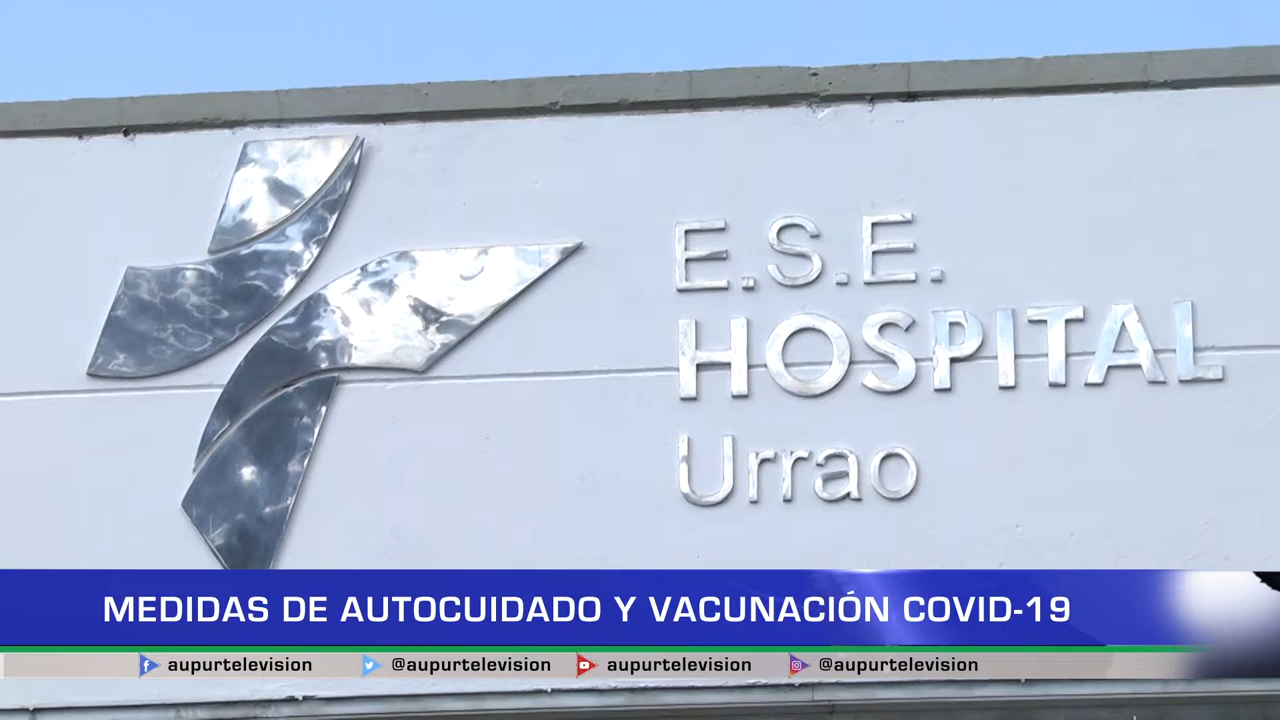 E.S.E.
HOSPITAL
Urrao
MEDIDAS DE AUTOCUIDADO Y VACUNACIÓN COVID-19
aupurtelevision @aupurtelevision aupurtelevision @aupurtelevision